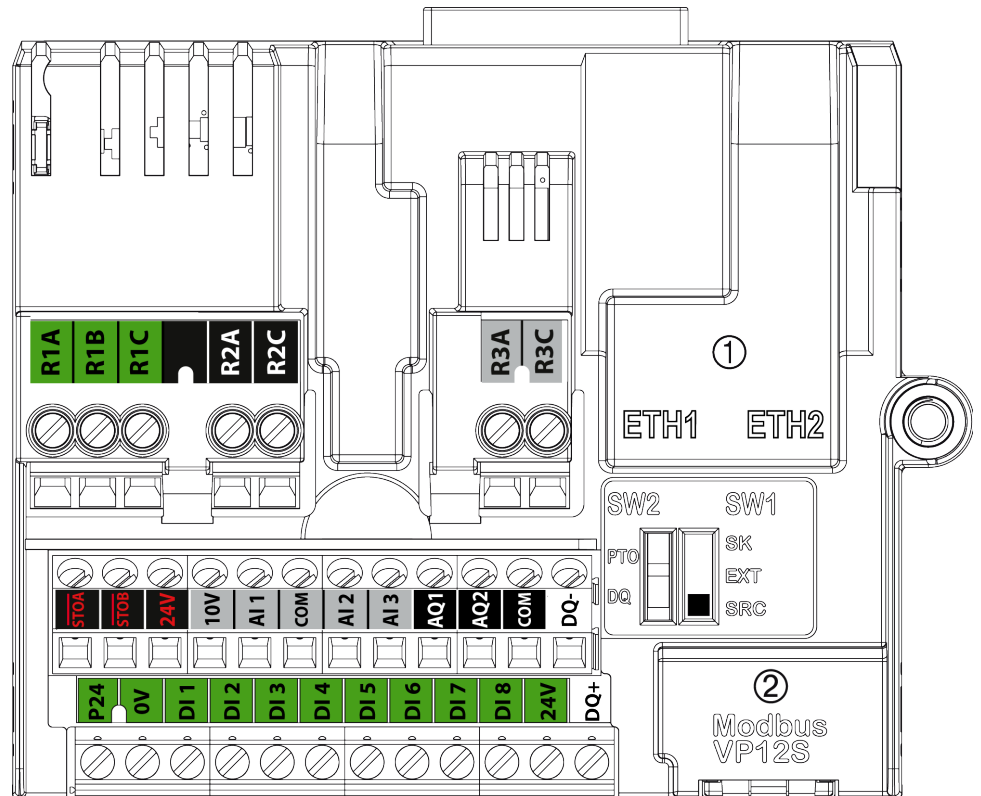 R1A R1B R1C R2A R2C R3A R3C
①
ETH1 ETH2
SW2 SW1
PTO SK
EXT
DQ SRC
STOA STOB 24V 10V AI 1 COM AI 2 AI 3 AQ1 AQ2 COM DQ-
P24 0V DI 1 DI 2 DI 3 DI 4 DI 5 DI 6 DI 7 DI 8 24V DQ+
②
Modbus
VP12S